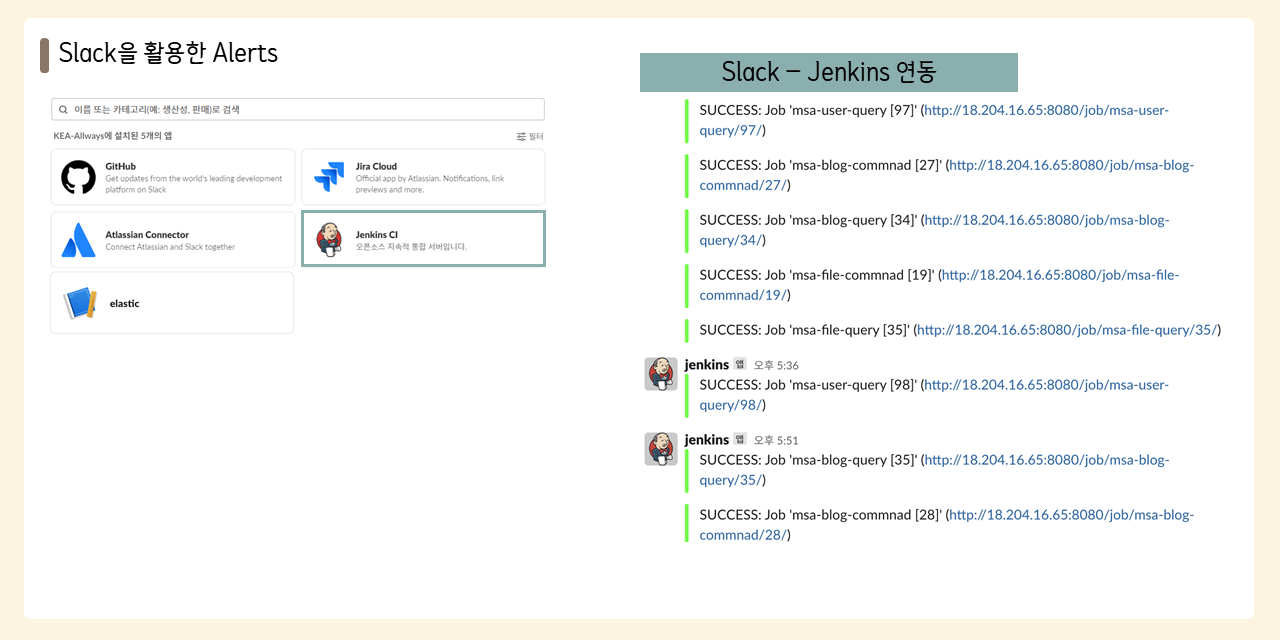 Slack을 활용한 Alerts
이름 또는 카테고리(예: 생산성, 판매)로 검색
KEA-Allways에 설치된 5개의 앱
필터
GitHub
Get updates from the world's leading development
platform on Slack
Jira Cloud
Official app by Atlassian. Notifications, link
previews and more.
Atlassian Connector
Connect Atlassian and Slack together
Jenkins CI
오픈소스 지속적 통합 서버입니다.
elastic
Slack – Jenkins 연동
SUCCESS: Job 'msa-user-query [97]' (http://18.204.16.65:8080/job/msa-user-
query/97/)
SUCCESS: Job 'msa-blog-commnad [27]' (http://18.204.16.65:8080/job/msa-blog-
commnad/27/)
SUCCESS: Job 'msa-blog-query [34]' (http://18.204.16.65:8080/job/msa-blog-
query/34/)
SUCCESS: Job 'msa-file-commnad [19]' (http://18.204.16.65:8080/job/msa-file-
commnad/19/)
SUCCESS: Job 'msa-file-query [35]' (http://18.204.16.65:8080/job/msa-file-query/35/)
jenkins 앱 오후 5:36
SUCCESS: Job 'msa-user-query [98]' (http://18.204.16.65:8080/job/msa-user-
query/98/)
jenkins 앱 오후 5:51
SUCCESS: Job 'msa-blog-query [35]' (http://18.204.16.65:8080/job/msa-blog-
query/35/)
SUCCESS: Job 'msa-blog-commnad [28]' (http://18.204.16.65:8080/job/msa-blog-
commnad/28/)